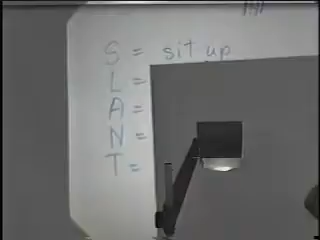 S = sit up
L =
A =
N =
T =